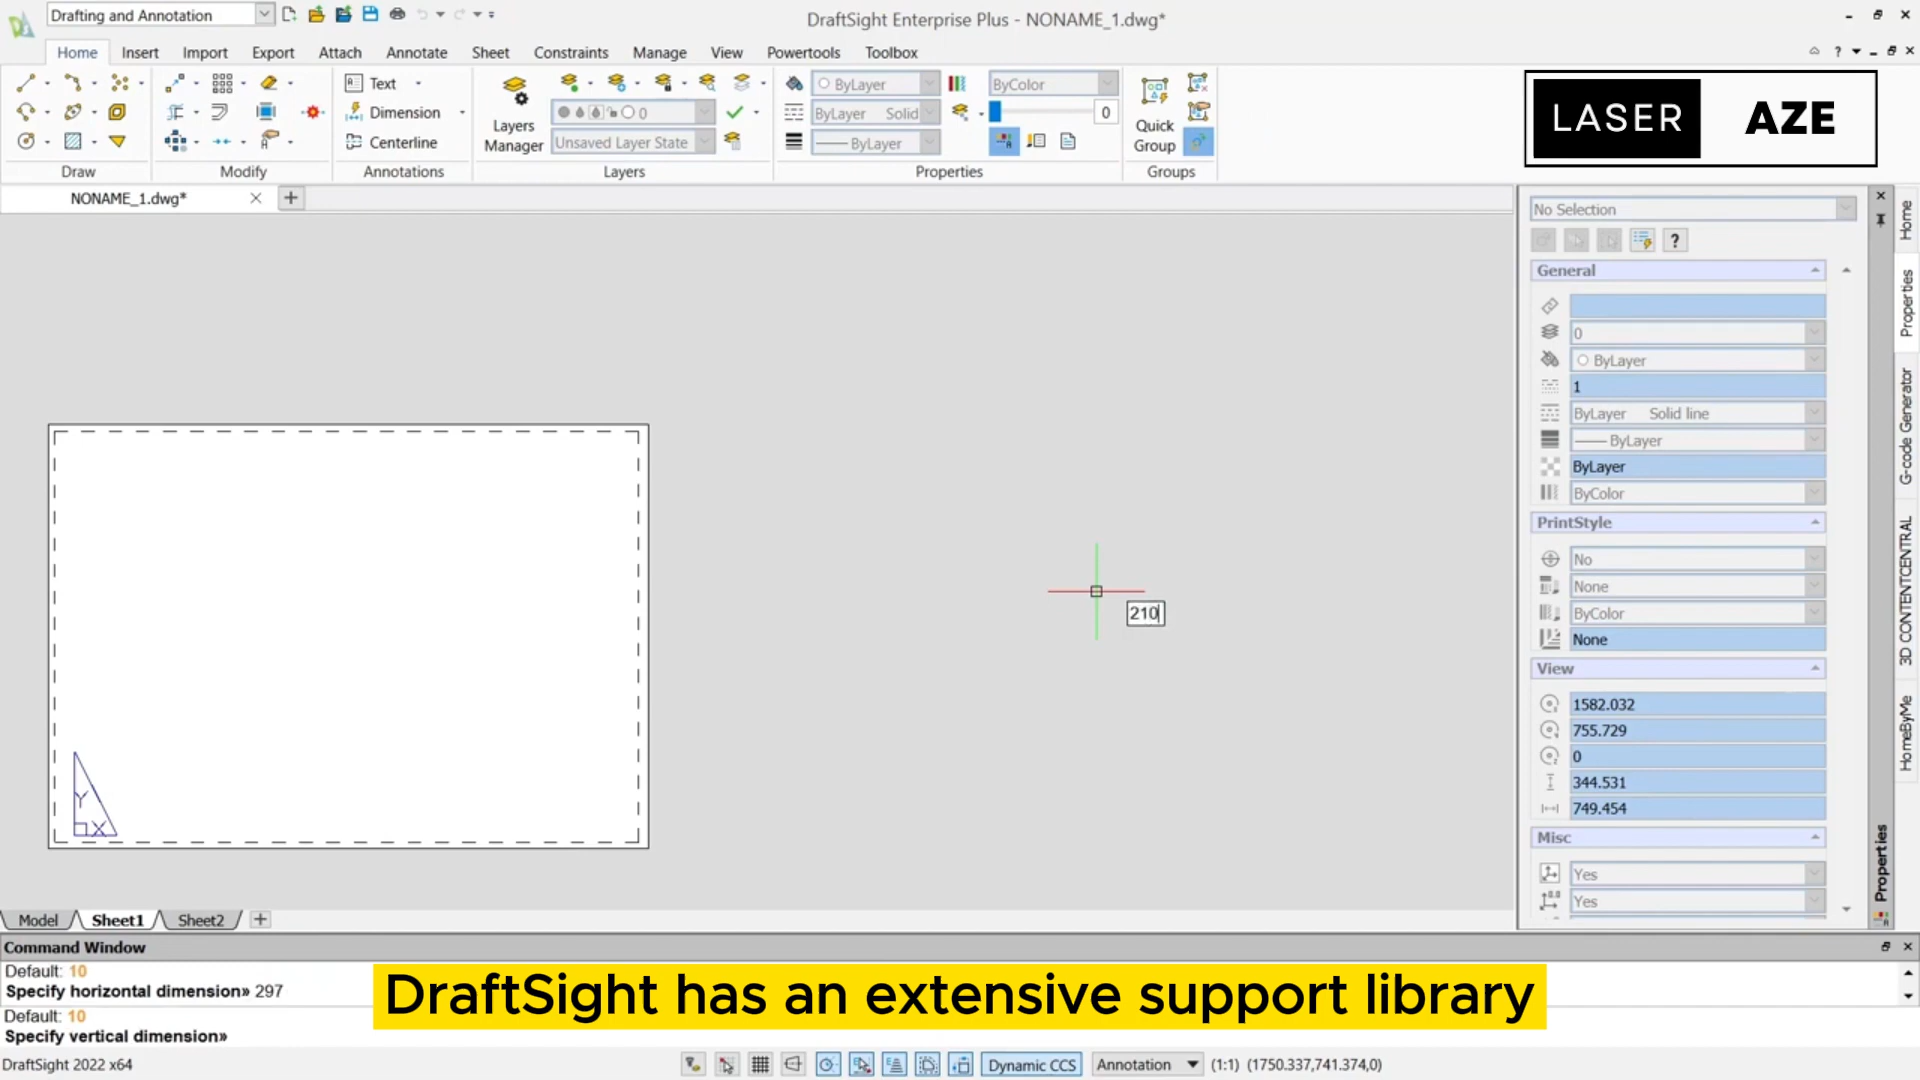 Drafting and Annotation
DraftSight Enterprise Plus - NONAME_1.dwg*
Home
Insert
Import
Export
Attach
Annotate
Sheet
Constraints
Manage
View
Powertools
Toolbox
?
Text
Dimension
Centerline
Layers
Manager
0
Unsaved Layer State
ByLayer
ByLayer Solid
ByLayer
ByColor
0
Quick
Group
Draw
Modify
Annotations
Layers
Properties
Groups
LASER AZE
NONAME_1.dwg*
No Selection
?
General
0
ByLayer
1
ByLayer Solid line
ByLayer
ByLayer
ByColor
PrintStyle
No
None
ByColor
None
View
1582.032
755.729
0
344.531
749.454
Misc
Yes
Yes
Properties
Home
Properties
G-code Generator
3D CONTENTCENTRAL
HomeByMe
210
Y
X
Model
Sheet1
Sheet2
Command Window
Default: 10
Specify horizontal dimension» 297
Default: 10
Specify vertical dimension»
DraftSight has an extensive support library
DraftSight 2022 x64
Dynamic CCS
Annotation
(1:1)
(1750.337,741.374,0)